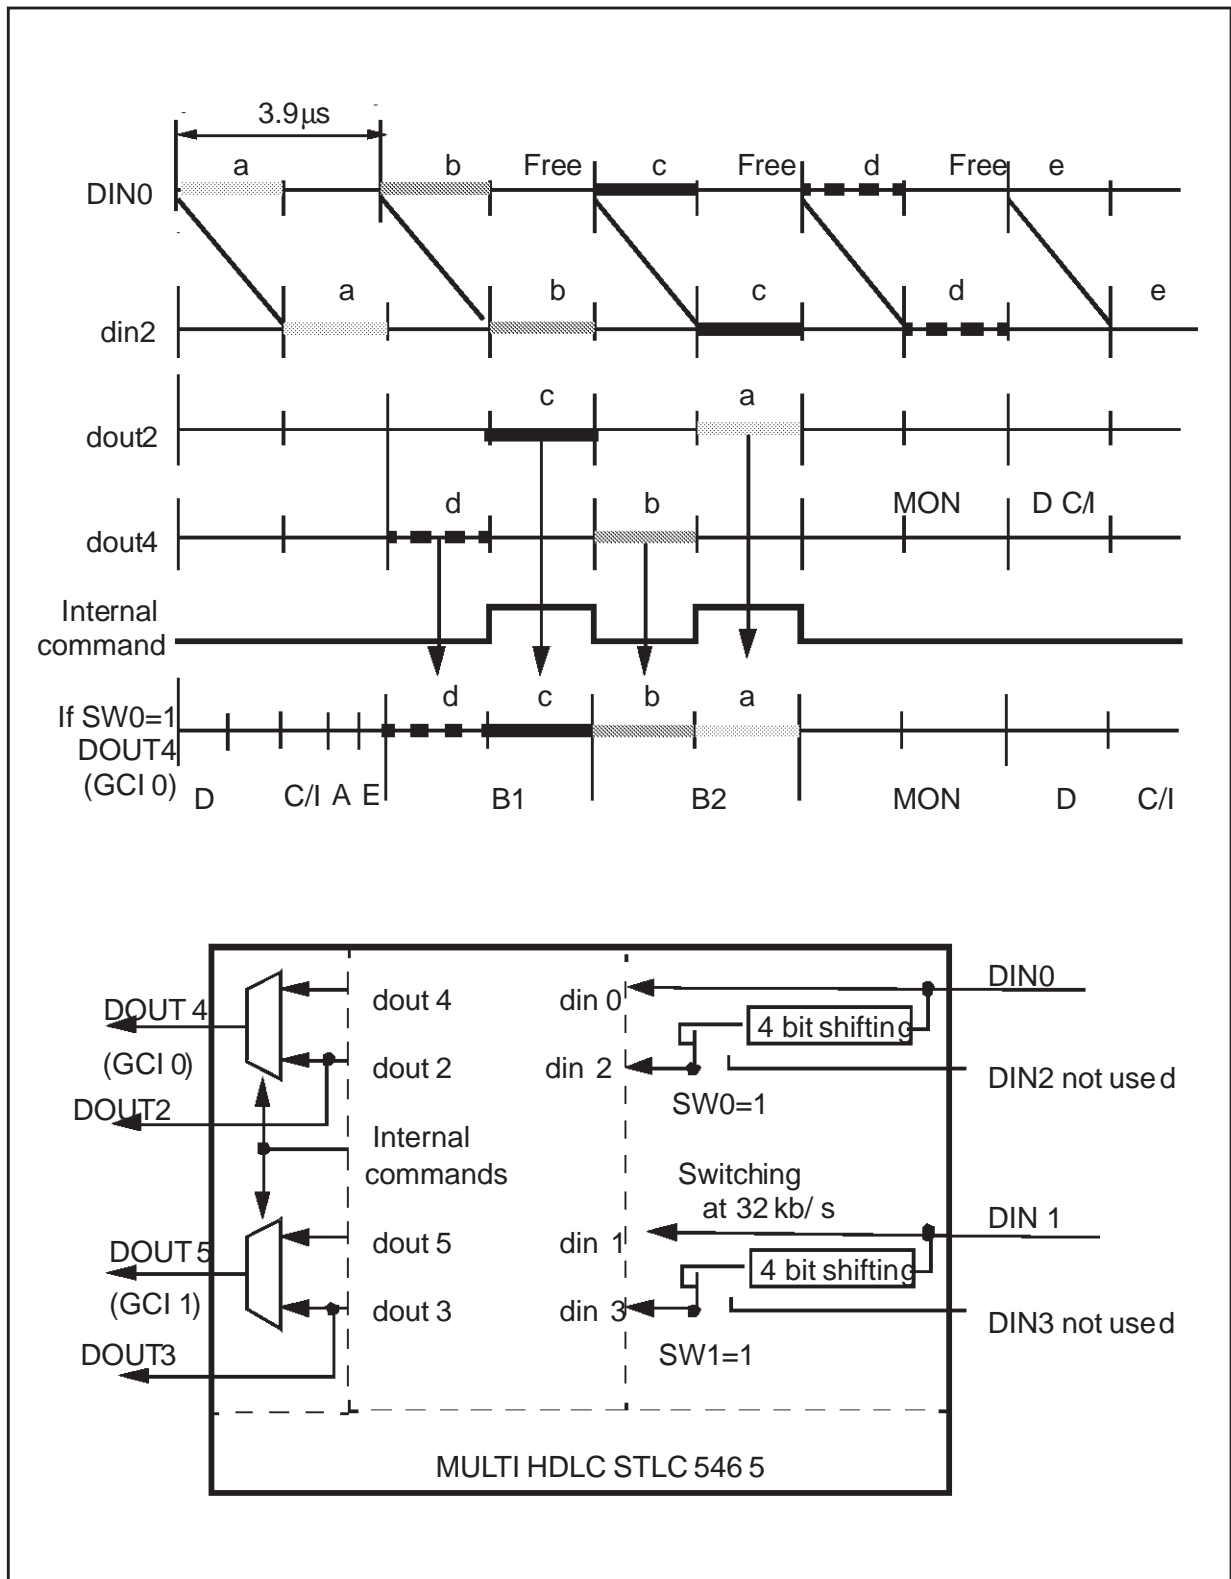 3.9µs
a b Free c Free d Free e
DIN0
a b c d e
din2
c a
dout2
d b MON D C/I
dout4
Internal
command
d c b a
If SW0=1
DOUT4
(GCI 0)
D C/I A E B1 B2 MON D C/I
DIN0
DOUT 4 dout 4 din 0
4 bit shifting
(GCI 0) dout 2 din 2 DIN2 not used
DOUT2 SW0=1
Internal
commands
Switching
at 32 kb/s
DIN 1
DOUT 5 dout 5 din 1
4 bit shifting
(GCI 1) dout 3 din 3 DIN3 not used
DOUT3 SW1=1
MULTI HDLC STLC 5465